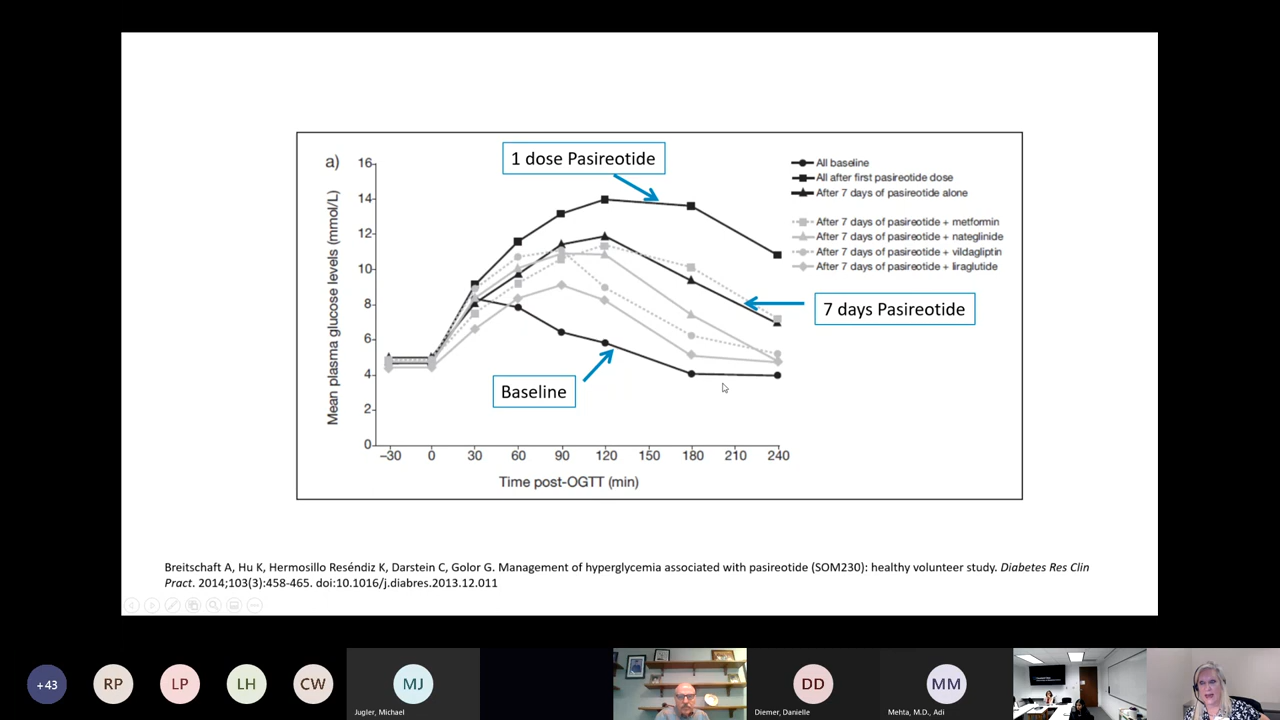 1 dose Pasireotide
a)
16
14
12
10
8
6
4
2
0
Mean plasma glucose levels (mmol/L)
All baseline
All after first pasireotide dose
After 7 days of pasireotide alone
After 7 days of pasireotide + metformin
After 7 days of pasireotide + nateglinide
After 7 days of pasireotide + vildagliptin
After 7 days of pasireotide + liraglutide
7 days Pasireotide
Baseline
–30 0 30 60 90 120 150 180 210 240
Time post-OGTT (min)
Breitschaft A, Hu K, Hermosillo Reséndiz K, Darstein C, Golor G. Management of hyperglycemia associated with pasireotide (SOM230): healthy volunteer study. Diabetes Res Clin
Pract. 2014;103(3):458-465. doi:10.1016/j.diabres.2013.12.011
+43 RP LP LH CW MJ DD MM
Jugler, Michael
Diemer, Danielle
Mehta, M.D., Adi